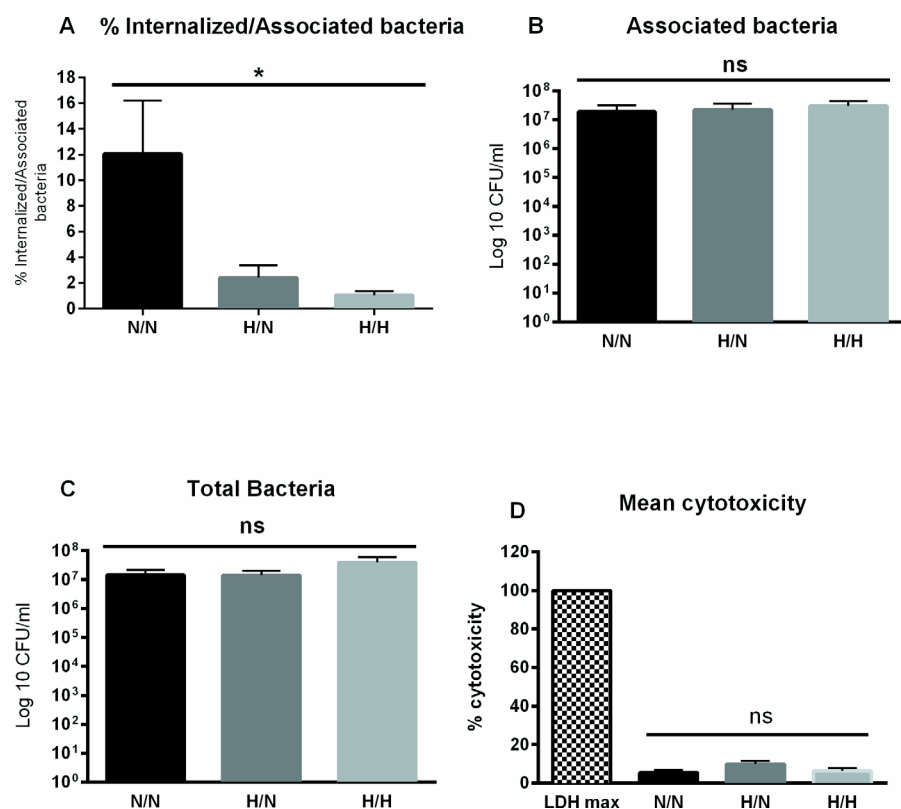 A % Internalized/Associated bacteria
*
% Internalized/Associated
bacteria
18
16
14
12
10
8
6
4
2
0
N/N H/N H/H
B Associated bacteria
ns
Log 10 CFU/ml
10⁸
10⁷
10⁶
10⁵
10⁴
10³
10²
10¹
10⁰
N/N H/N H/H
C Total Bacteria
ns
Log 10 CFU/ml
10⁸
10⁷
10⁶
10⁵
10⁴
10³
10²
10¹
10⁰
N/N H/N H/H
D Mean cytotoxicity
% cytotoxicity
120
100
80
60
40
20
0
ns
LDH max N/N H/N H/H